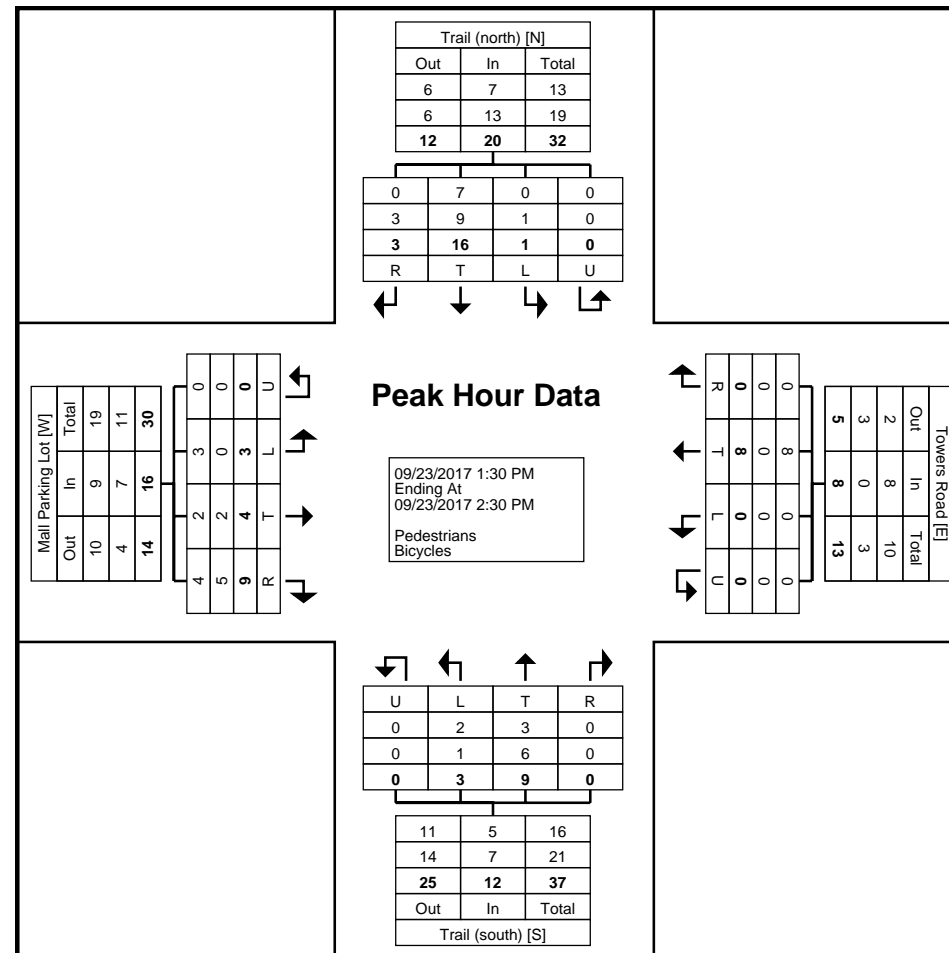 Trail (north) [N]
Out In Total
6 7 13
6 13 19
12 20 32
0 7 0 0
3 9 1 0
3 16 1 0
R T L U
Peak Hour Data
09/23/2017 1:30 PM
Ending At
09/23/2017 2:30 PM
Pedestrians
Bicycles
Mall Parking Lot [W]
Out In Total
10 9 19
4 7 11
14 16 30
4 2 3 0
5 2 0 0
9 4 3 0
R T L U
Towers Road [E]
Out In Total
2 8 10
3 0 3
5 8 13
0 8 0 0
0 0 0 0
0 8 0 0
R T L U
U L T R
0 2 3 0
0 1 6 0
0 3 9 0
11 5 16
14 7 21
25 12 37
Out In Total
Trail (south) [S]